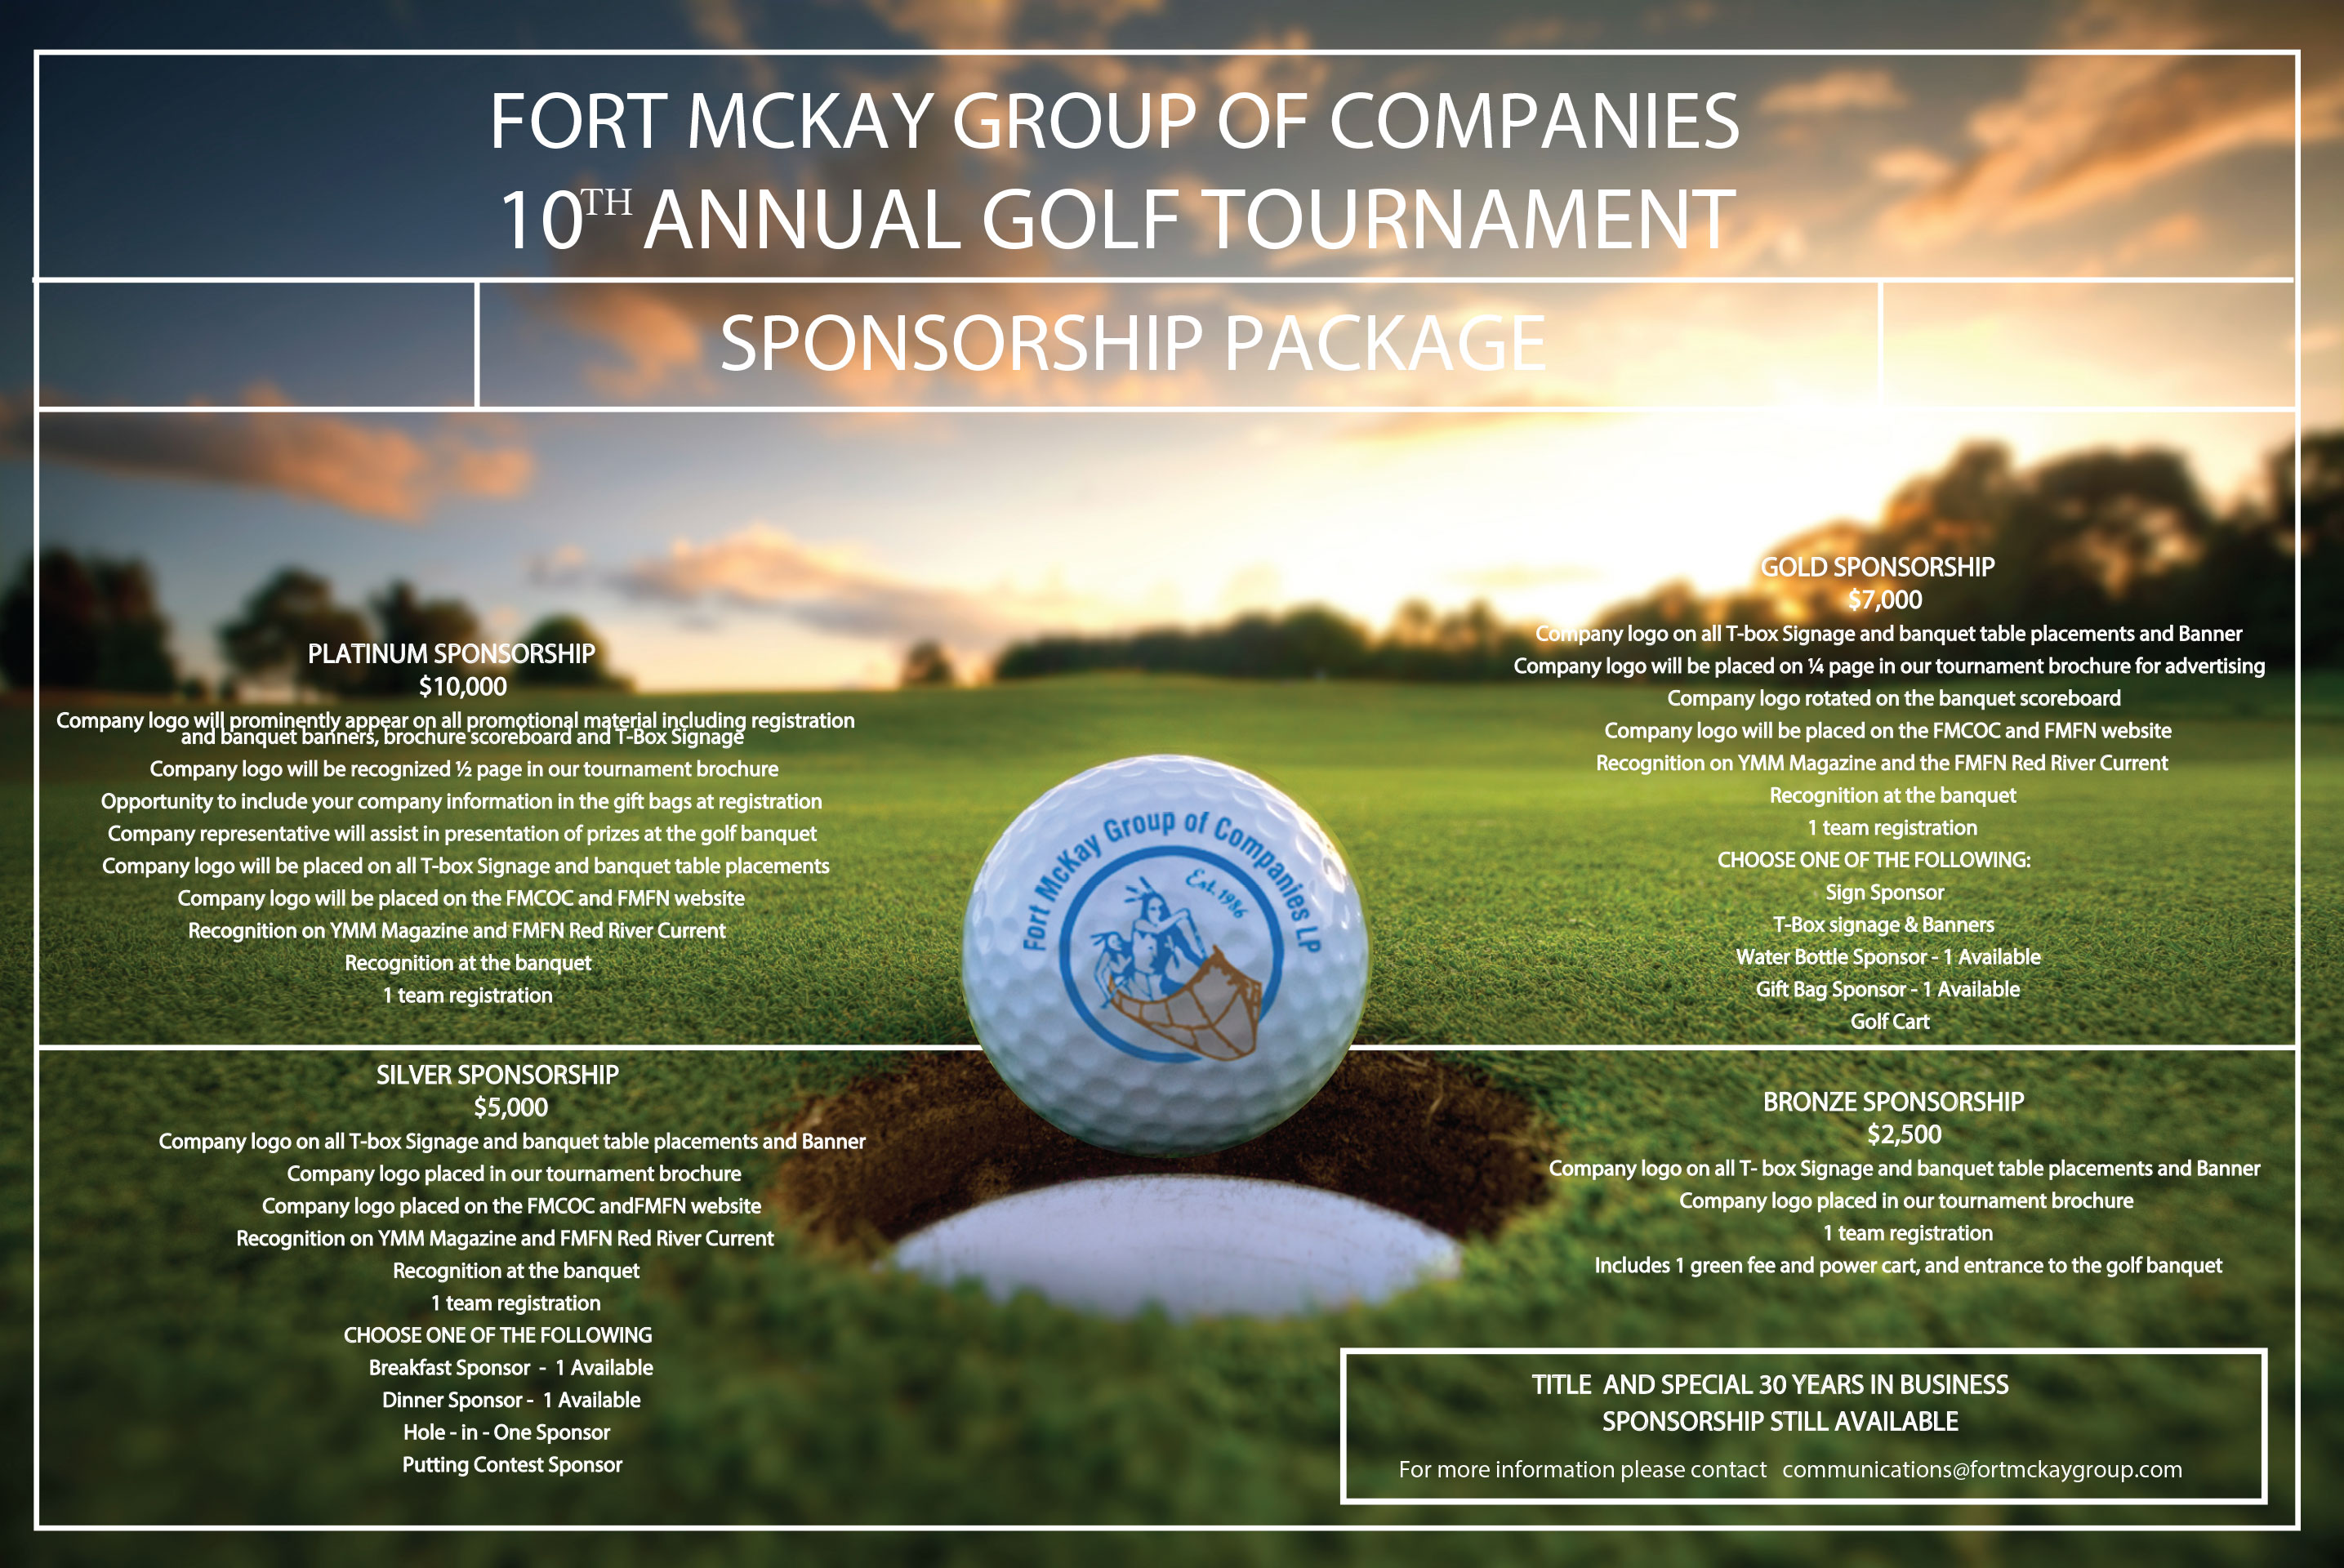 FORT MCKAY GROUP OF COMPANIES
10TH ANNUAL GOLF TOURNAMENT
SPONSORSHIP PACKAGE
PLATINUM SPONSORSHIP
$10,000
Company logo will prominently appear on all promotional material including registration
and banquet banners, brochure scoreboard and T-Box Signage
Company logo will be recognized ½ page in our tournament brochure
Opportunity to include your company information in the gift bags at registration
Company representative will assist in presentation of prizes at the golf banquet
Company logo will be placed on all T-box Signage and banquet table placements
Company logo will be placed on the FMCOC and FMFN website
Recognition on YMM Magazine and FMFN Red River Current
Recognition at the banquet
1 team registration
GOLD SPONSORSHIP
$7,000
Company logo on all T-box Signage and banquet table placements and Banner
Company logo will be placed on ¼ page in our tournament brochure for advertising
Company logo rotated on the banquet scoreboard
Company logo will be placed on the FMCOC and FMFN website
Recognition on YMM Magazine and the FMFN Red River Current
Recognition at the banquet
1 team registration
CHOOSE ONE OF THE FOLLOWING:
Sign Sponsor
T-Box signage & Banners
Water Bottle Sponsor - 1 Available
Gift Bag Sponsor - 1 Available
Golf Cart
Fort McKay Group of Companies LP
Est. 1986
SILVER SPONSORSHIP
$5,000
Company logo on all T-box Signage and banquet table placements and Banner
Company logo placed in our tournament brochure
Company logo placed on the FMCOC andFMFN website
Recognition on YMM Magazine and FMFN Red River Current
Recognition at the banquet
1 team registration
CHOOSE ONE OF THE FOLLOWING
Breakfast Sponsor - 1 Available
Dinner Sponsor - 1 Available
Hole - in - One Sponsor
Putting Contest Sponsor
BRONZE SPONSORSHIP
$2,500
Company logo on all T- box Signage and banquet table placements and Banner
Company logo placed in our tournament brochure
1 team registration
Includes 1 green fee and power cart, and entrance to the golf banquet
TITLE AND SPECIAL 30 YEARS IN BUSINESS
SPONSORSHIP STILL AVAILABLE
For more information please contact communications@fortmckaygroup.com